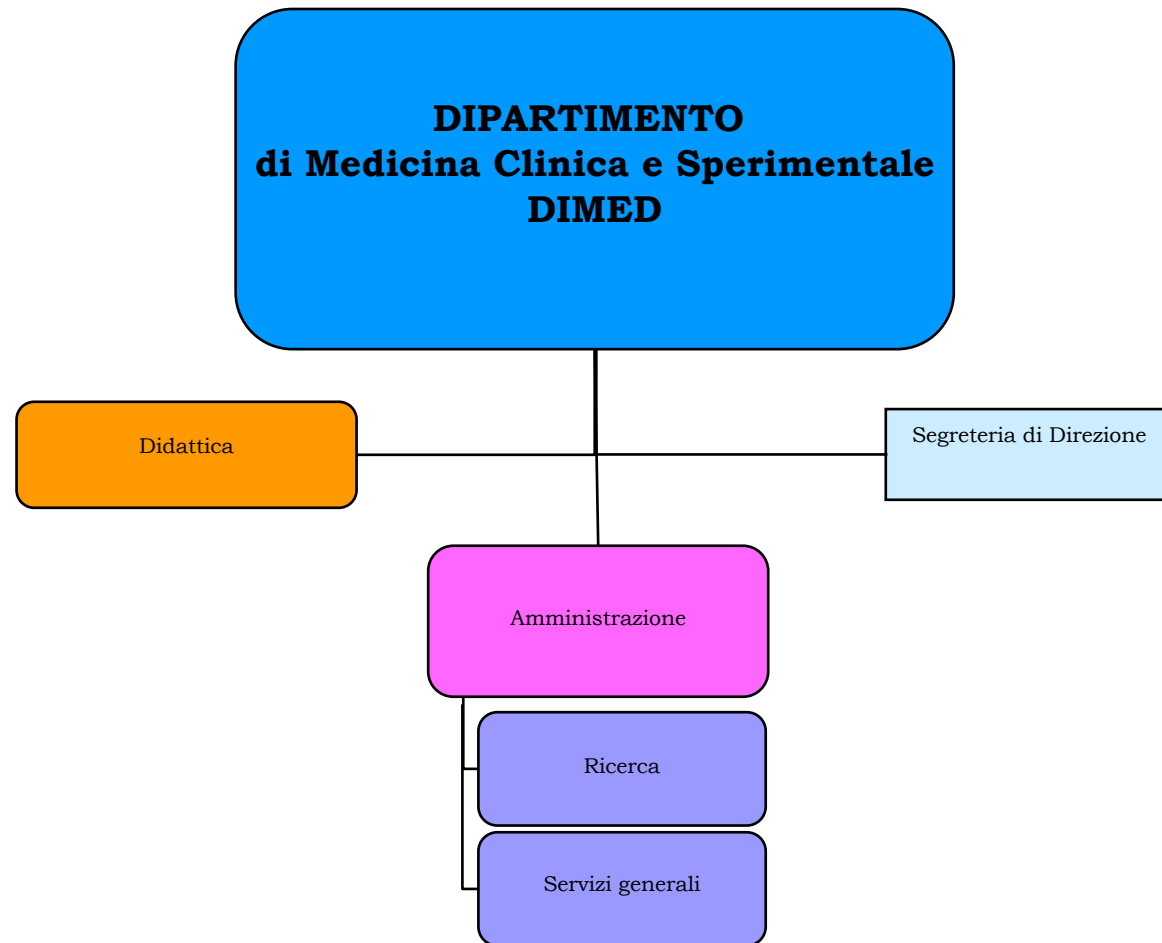 DIPARTIMENTO
di Medicina Clinica e Sperimentale
DIMED
Didattica
Segreteria di Direzione
Amministrazione
Ricerca
Servizi generali